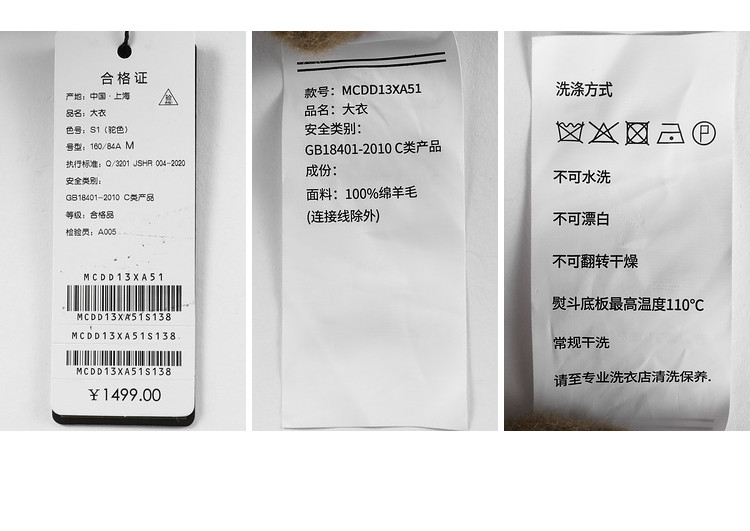 合格证
产地：中国·上海
检验
品名：大衣
色号：S1（驼色）
号型：160/84A M
执行标准：Q/3201 JSHR 004-2020
安全类别：
GB18401-2010 C类产品
等级：合格品
检验员：A005
MCDD13XA51
MCDD13XA51S138
MCDD13XA51S138
MCDD13XA51S138
￥1499.00
款号：MCDD13XA51
品名：大衣
安全类别：
GB18401-2010 C类产品
成份：
面料：100%绵羊毛
(连接线除外)
洗涤方式
P
不可水洗
不可漂白
不可翻转干燥
熨斗底板最高温度110℃
常规干洗
请至专业洗衣店清洗保养.